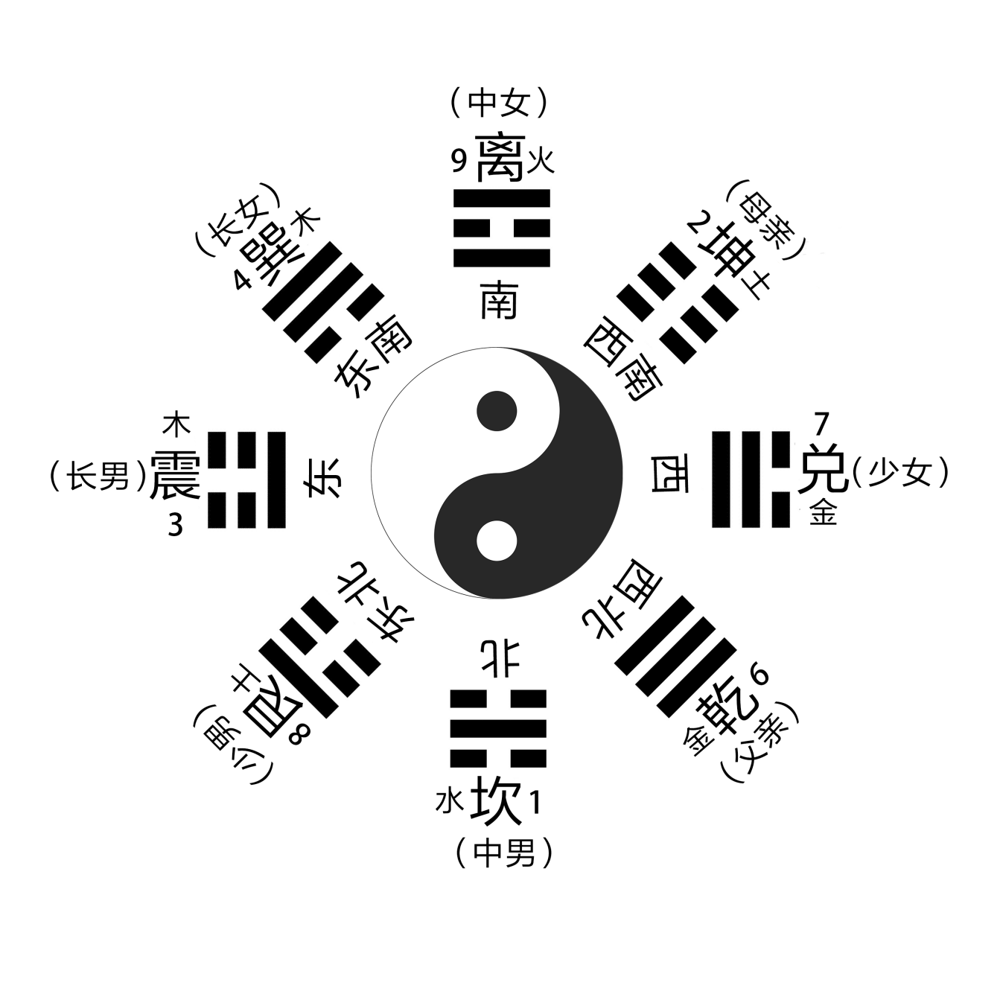 （中女）
9离火
南
（母亲）
2坤土
西南
7
兑（少女）
金
西
西北
6
乾
金
（父亲）
北
水坎1
（中男）
东北
土
艮8
（少男）
东
木
（长男）震
3
（长女）
4巽木
东南